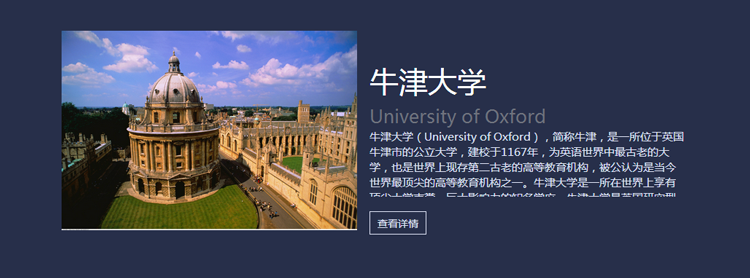 牛津大学
University of Oxford
牛津大学（University of Oxford），简称牛津，是一所位于英国
牛津市的公立大学，建校于1167年，为英语世界中最古老的大
学，也是世界上现存第二古老的高等教育机构，被公认为是当今
世界最顶尖的高等教育机构之一。牛津大学是一所在世界上享有
查看详情